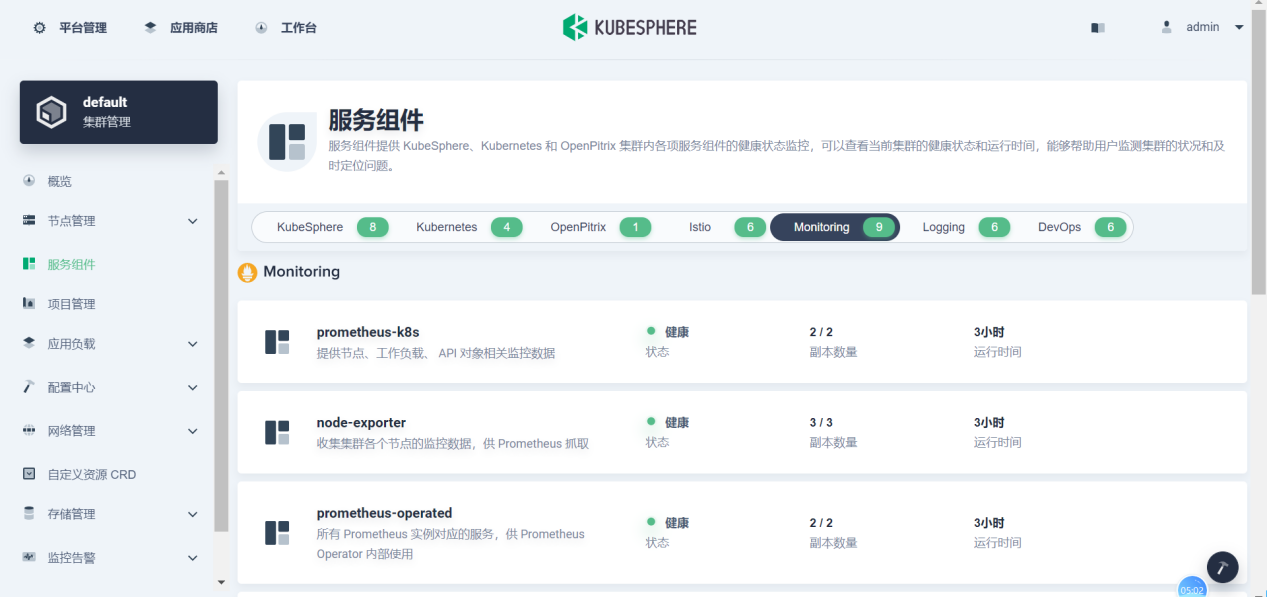 平台管理 应用商店 工作台 KUBESPHERE admin
default
集群管理
概览
节点管理
服务组件
项目管理
应用负载
配置中心
网络管理
自定义资源 CRD
存储管理
监控告警
服务组件
服务组件提供 KubeSphere、Kubernetes 和 OpenPitrix 集群内各项服务组件的健康状态监控，可以查看当前集群的健康状态和运行时间，能够帮助用户监测集群的状况和及
时定位问题。
KubeSphere 8 Kubernetes 4 OpenPitrix 1 Istio 6 Monitoring 9 Logging 6 DevOps 6
Monitoring
prometheus-k8s 健康 2 / 2 3小时
提供节点、工作负载、 API 对象相关监控数据 状态 副本数量 运行时间
node-exporter 健康 3 / 3 3小时
收集集群各个节点的监控数据，供 Prometheus 抓取 状态 副本数量 运行时间
prometheus-operated 健康 2 / 2 3小时
所有 Prometheus 实例对应的服务，供 Prometheus
Operator 内部使用 状态 副本数量 运行时间
05:02